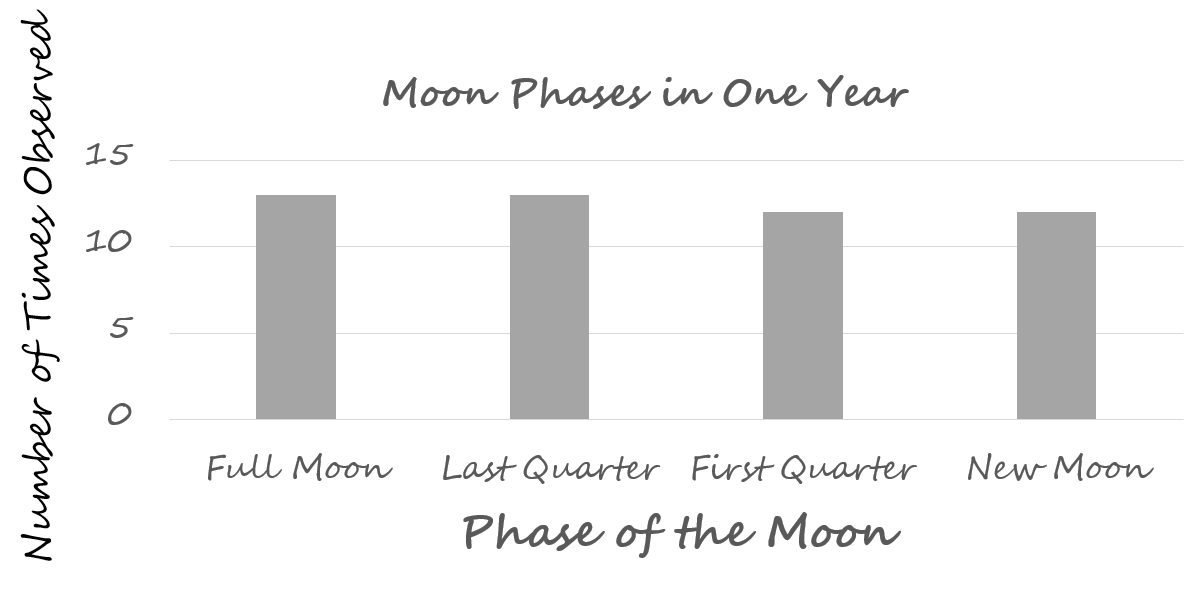 Number of Times Observed
Moon Phases in One Year
15
10
5
0
Full Moon
Last Quarter
First Quarter
New Moon
Phase of the Moon